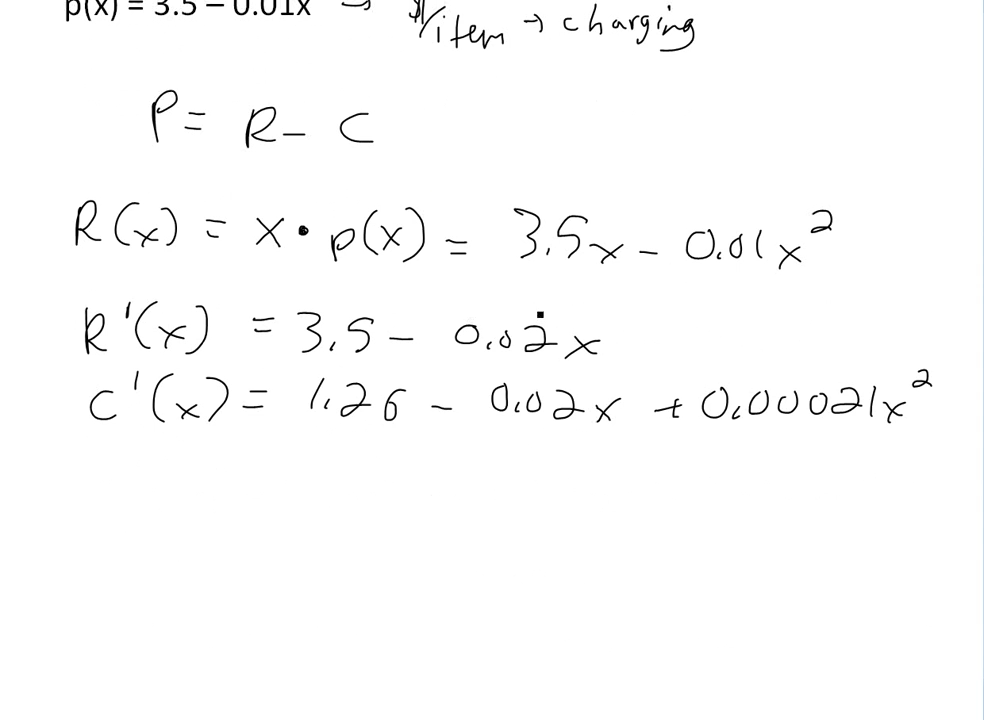 p(x) = 3.5 – 0.01x → $/item → charging
P = R - C
R(x) = x • p(x) = 3.5x - 0.01x²
R'(x) = 3.5 - 0.02x
C'(x) = 1.26 - 0.02x + 0.00021x²